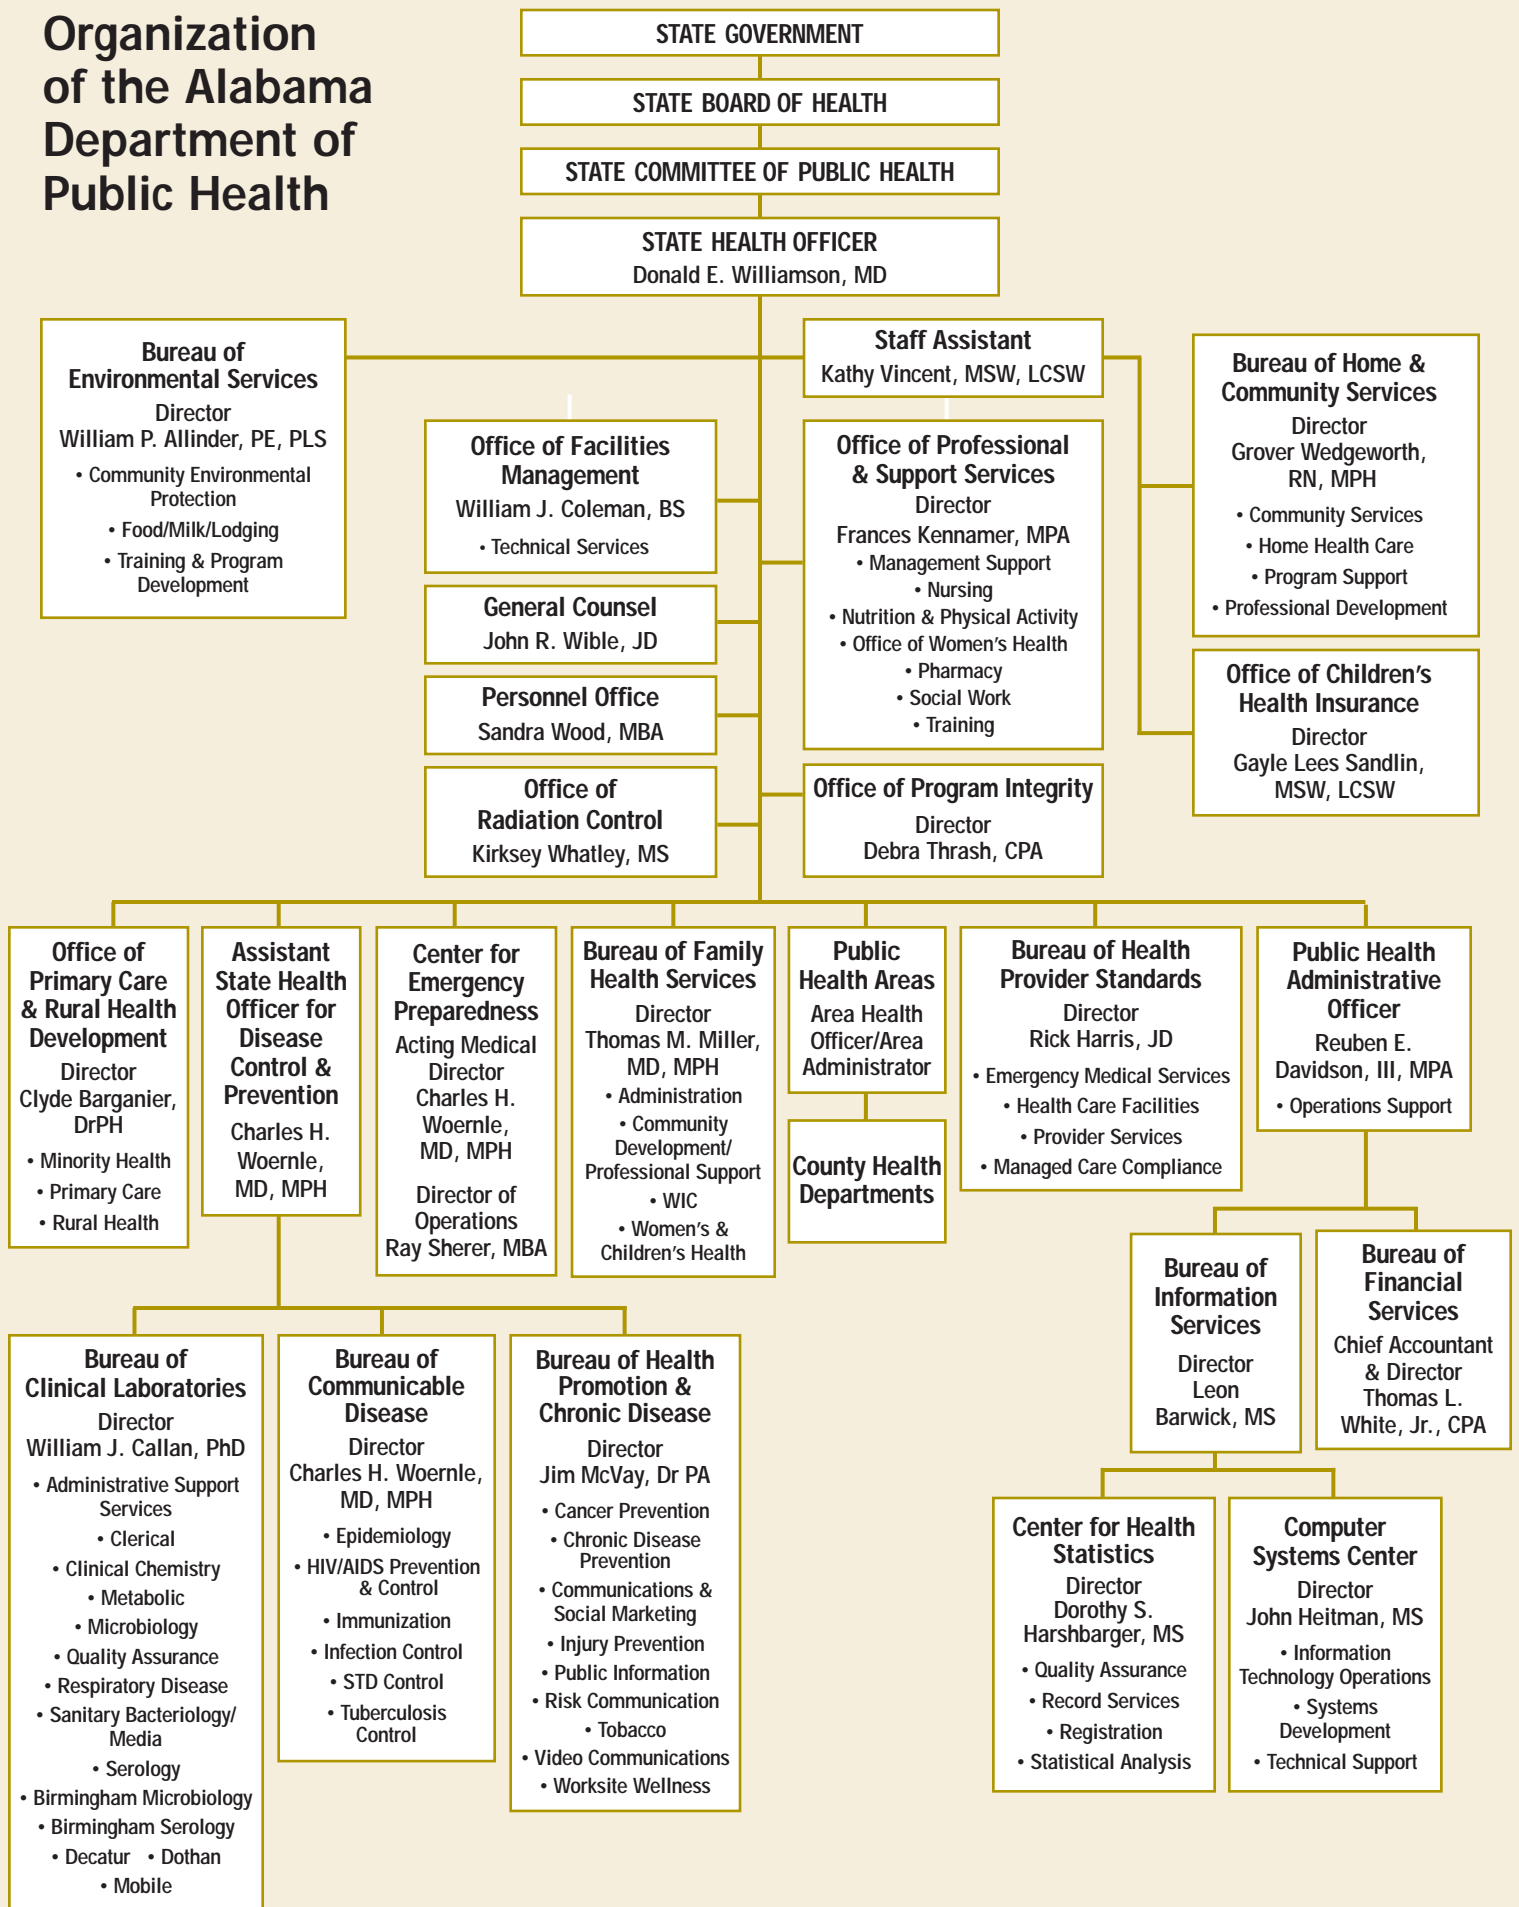 Organization
of the Alabama
Department of
Public Health
STATE GOVERNMENT
STATE BOARD OF HEALTH
STATE COMMITTEE OF PUBLIC HEALTH
STATE HEALTH OFFICER
Donald E. Williamson, MD
Bureau of
Environmental Services
Director
William P. Allinder, PE, PLS
• Community Environmental
Protection
• Food/Milk/Lodging
• Training & Program
Development
Staff Assistant
Kathy Vincent, MSW, LCSW
Bureau of Home &
Community Services
Director
Grover Wedgeworth,
RN, MPH
• Community Services
• Home Health Care
• Program Support
• Professional Development
Office of Facilities
Management
William J. Coleman, BS
• Technical Services
Office of Professional
& Support Services
Director
Frances Kennamer, MPA
• Management Support
• Nursing
• Nutrition & Physical Activity
• Office of Women's Health
• Pharmacy
• Social Work
• Training
General Counsel
John R. Wible, JD
Personnel Office
Sandra Wood, MBA
Office of Children's
Health Insurance
Director
Gayle Lees Sandlin,
MSW, LCSW
Office of
Radiation Control
Kirksey Whatley, MS
Office of Program Integrity
Director
Debra Thrash, CPA
Office of
Primary Care
& Rural Health
Development
Director
Clyde Barganier,
DrPH
• Minority Health
• Primary Care
• Rural Health
Assistant
State Health
Officer for
Disease
Control &
Prevention
Charles H.
Woernle,
MD, MPH
Center for
Emergency
Preparedness
Acting Medical
Director
Charles H.
Woernle,
MD, MPH
Director of
Operations
Ray Sherer, MBA
Bureau of Family
Health Services
Director
Thomas M. Miller,
MD, MPH
• Administration
• Community
Development/
Professional Support
• WIC
• Women's &
Children's Health
Public
Health Areas
Area Health
Officer/Area
Administrator
County Health
Departments
Bureau of Health
Provider Standards
Director
Rick Harris, JD
• Emergency Medical Services
• Health Care Facilities
• Provider Services
• Managed Care Compliance
Public Health
Administrative
Officer
Reuben E.
Davidson, III, MPA
• Operations Support
Bureau of
Information
Services
Director
Leon
Barwick, MS
Bureau of
Financial
Services
Chief Accountant
& Director
Thomas L.
White, Jr., CPA
Bureau of
Clinical Laboratories
Director
William J. Callan, PhD
• Administrative Support
Services
• Clerical
• Clinical Chemistry
• Metabolic
• Microbiology
• Quality Assurance
• Respiratory Disease
• Sanitary Bacteriology/
Media
• Serology
• Birmingham Microbiology
• Birmingham Serology
• Decatur • Dothan
• Mobile
Bureau of
Communicable
Disease
Director
Charles H. Woernle,
MD, MPH
• Epidemiology
• HIV/AIDS Prevention
& Control
• Immunization
• Infection Control
• STD Control
• Tuberculosis
Control
Bureau of Health
Promotion &
Chronic Disease
Director
Jim McVay, Dr PA
• Cancer Prevention
• Chronic Disease
Prevention
• Communications &
Social Marketing
• Injury Prevention
• Public Information
• Risk Communication
• Tobacco
• Video Communications
• Worksite Wellness
Center for Health
Statistics
Director
Dorothy S.
Harshbarger, MS
• Quality Assurance
• Record Services
• Registration
• Statistical Analysis
Computer
Systems Center
Director
John Heitman, MS
• Information
Technology Operations
• Systems
Development
• Technical Support